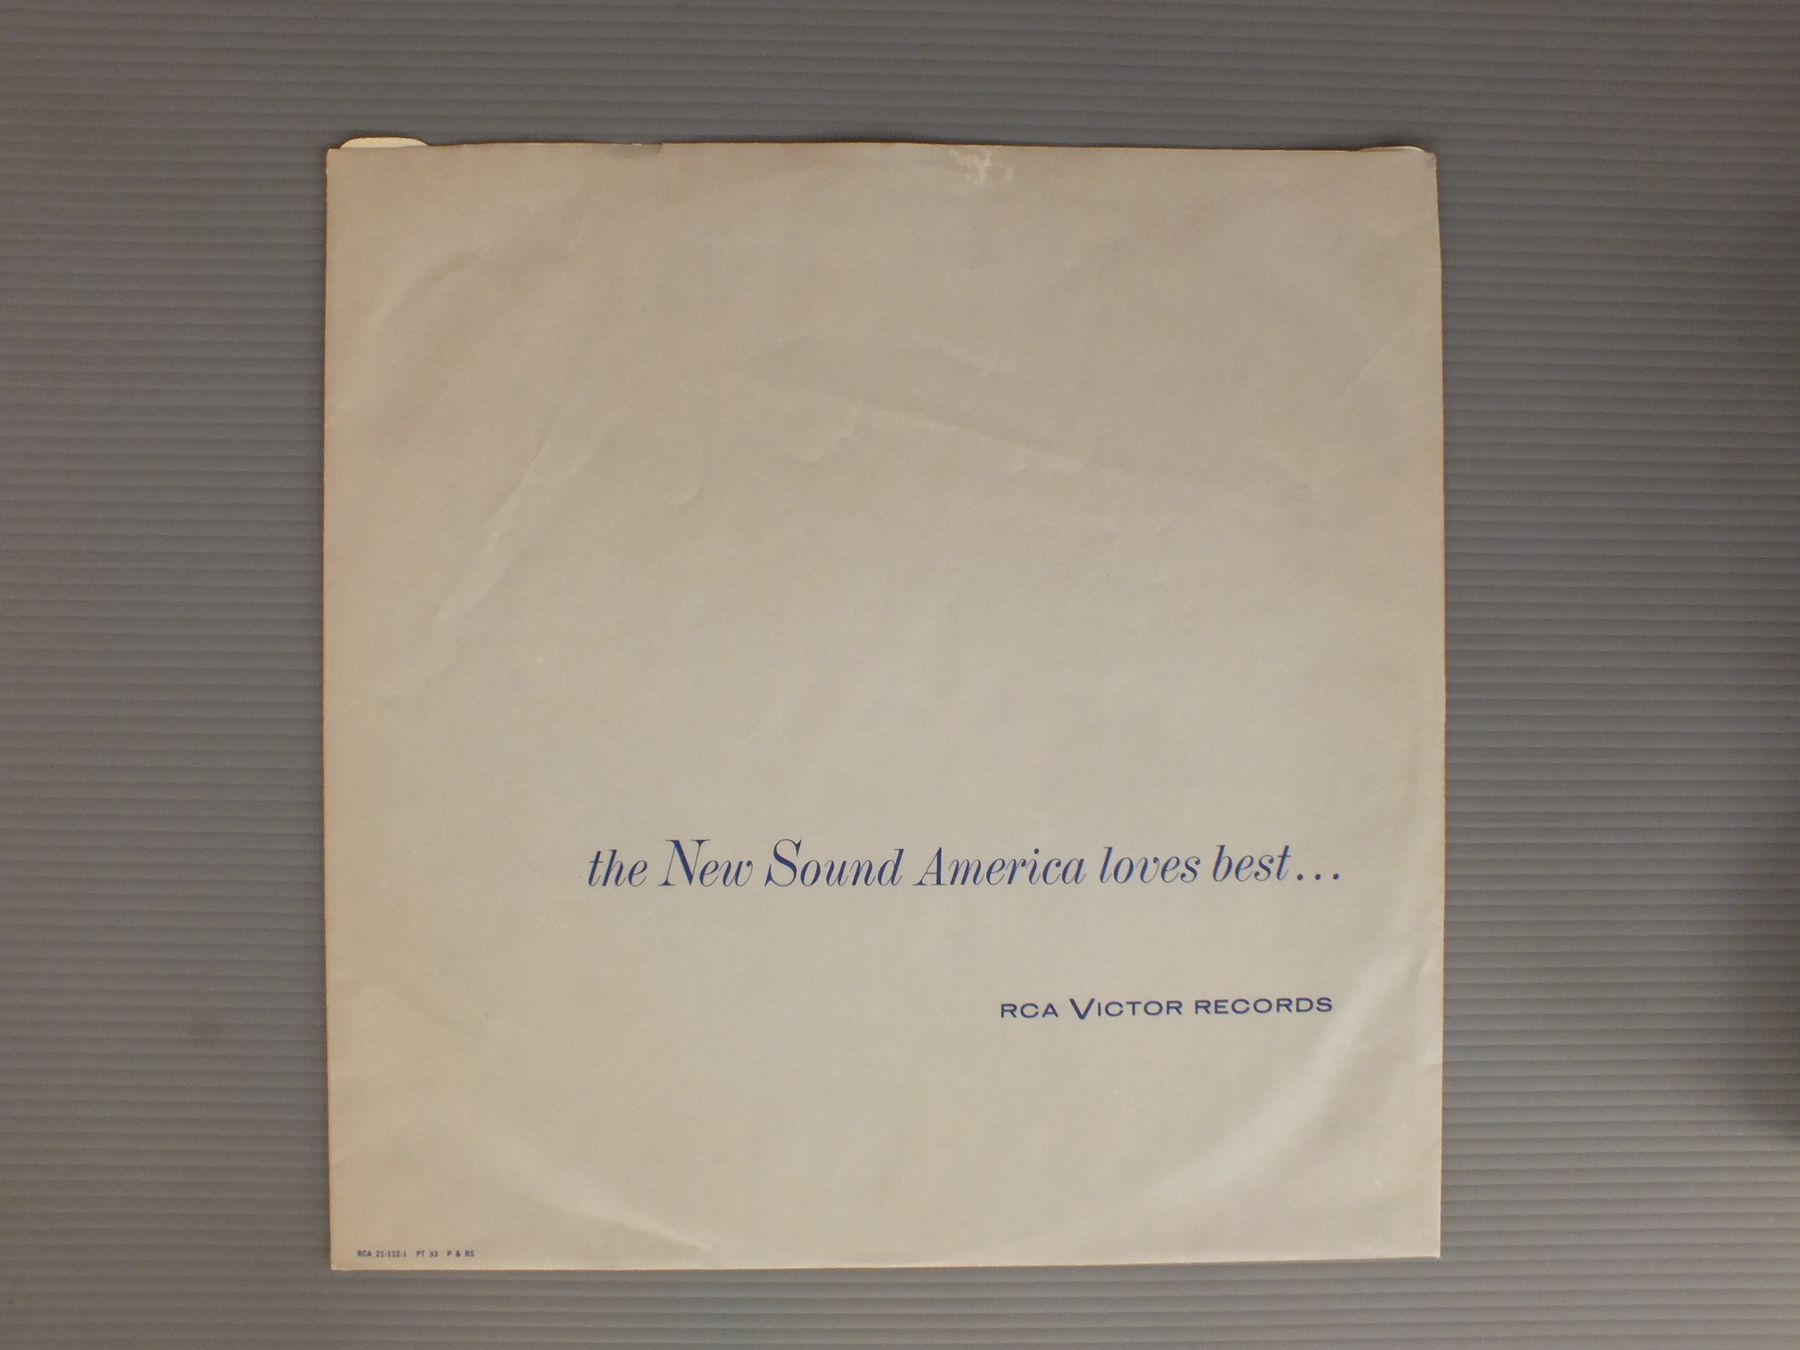 the New Sound America loves best...
RCA VICTOR RECORDS
RCA 21-112-1 PT 33 P & RS